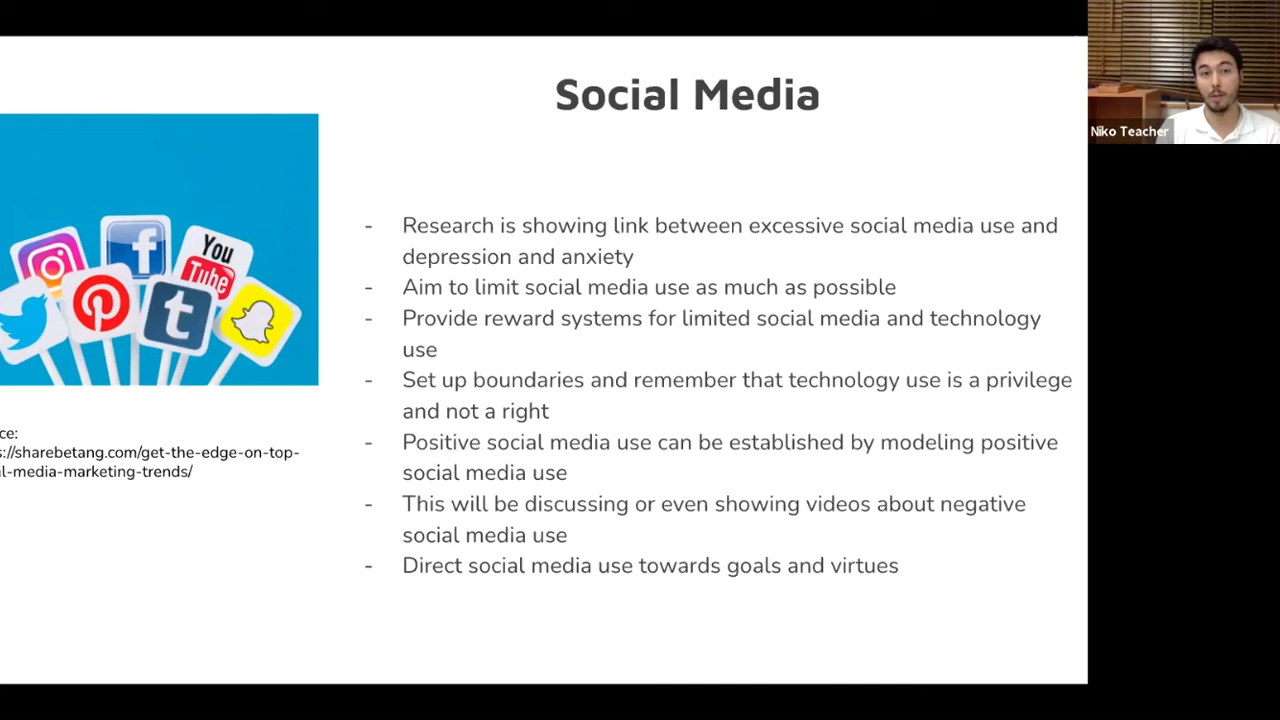 Social Media
Niko Teacher
You
Tube
- Research is showing link between excessive social media use and
depression and anxiety
- Aim to limit social media use as much as possible
- Provide reward systems for limited social media and technology
use
- Set up boundaries and remember that technology use is a privilege
and not a right
- Positive social media use can be established by modeling positive
social media use
- This will be discussing or even showing videos about negative
social media use
- Direct social media use towards goals and virtues
ce:
s://sharebetang.com/get-the-edge-on-top-
al-media-marketing-trends/